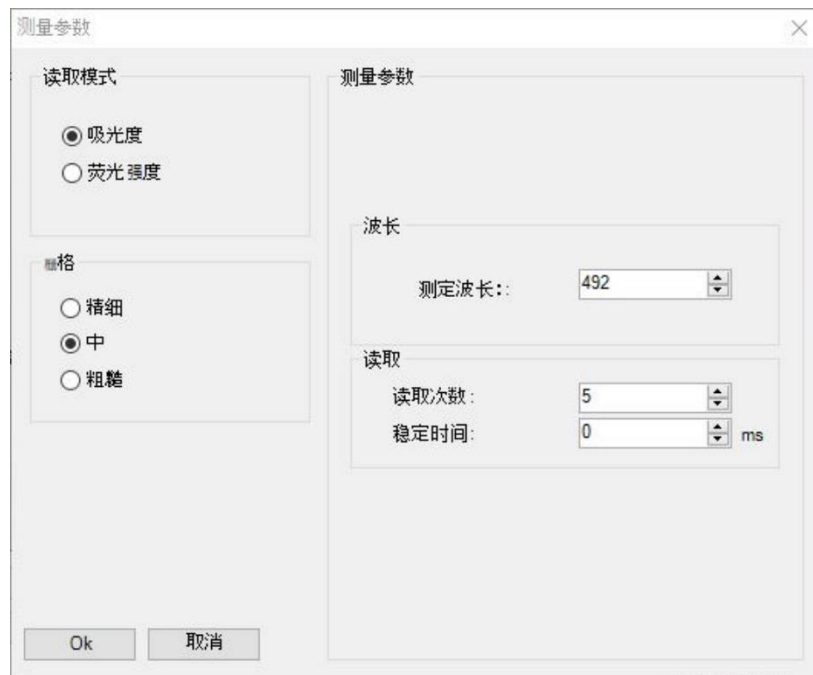 测量参数
读取模式
吸光度
荧光强度
格
精细
中
粗糙
测量参数
波长
测定波长：: 492
读取
读取次数: 5
稳定时间: 0 ms
Ok 取消